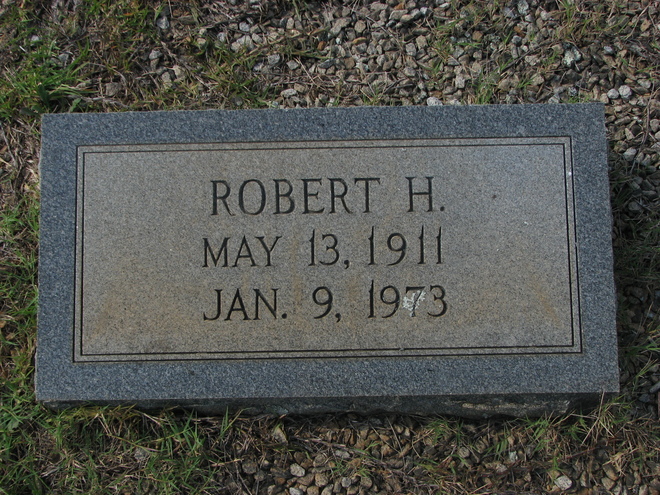 ROBERT H.
MAY 13, 1911
JAN. 9, 1973